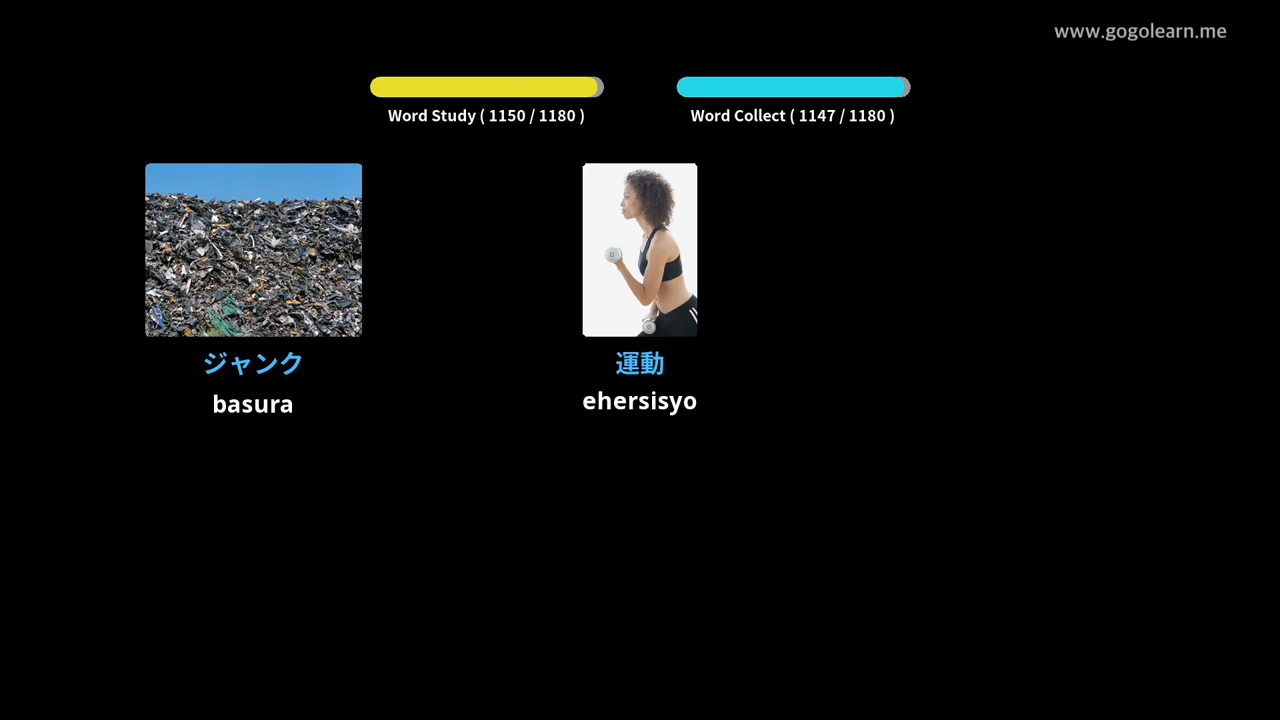 www.gogolearn.me
Word Study ( 1150 / 1180 )
Word Collect ( 1147 / 1180 )
ジャンク
basura
運動
ehersisyo